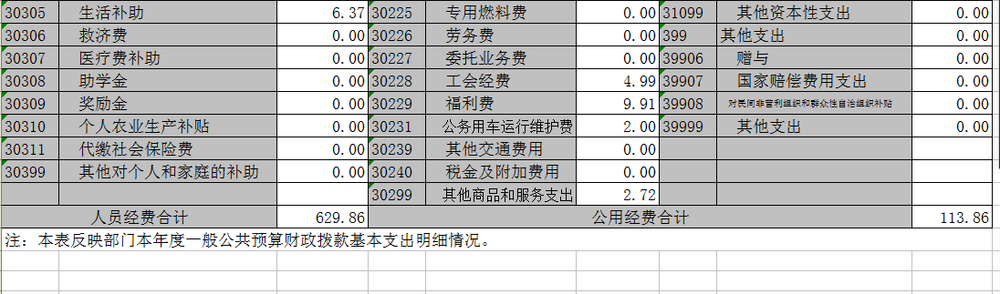 30305 生活补助 6.37 30225 专用燃料费 0.00 31099 其他资本性支出 0.00
30306 救济费 0.00 30226 劳务费 0.00 399 其他支出 0.00
30307 医疗费补助 0.00 30227 委托业务费 0.00 39906 赠与 0.00
30308 助学金 0.00 30228 工会经费 4.99 39907 国家赔偿费用支出 0.00
30309 奖励金 0.00 30229 福利费 9.91 39908 对民间非营利组织和群众性自治组织补贴 0.00
30310 个人农业生产补贴 0.00 30231 公务用车运行维护费 2.00 39999 其他支出 0.00
30311 代缴社会保险费 0.00 30239 其他交通费用 0.00
30399 其他对个人和家庭的补助 0.00 30240 税金及附加费用 0.00
30299 其他商品和服务支出 2.72
人员经费合计 629.86 公用经费合计 113.86
注：本表反映部门本年度一般公共预算财政拨款基本支出明细情况。